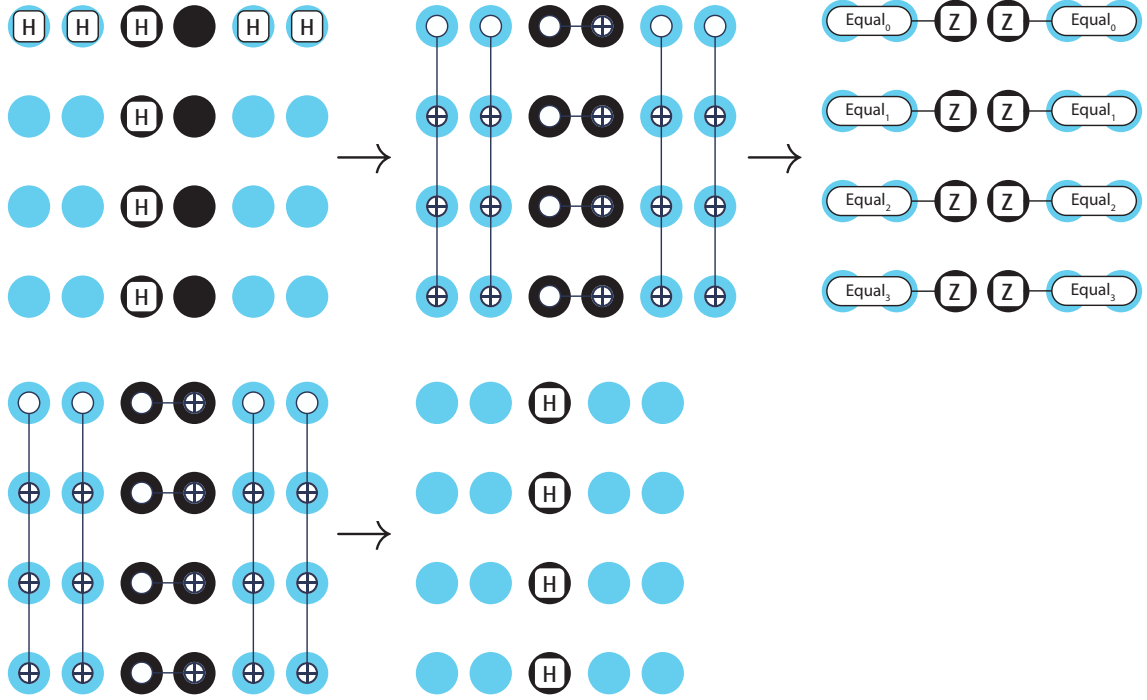 H H H H H
H
H
H
Equal₀ Z Z Equal₀
Equal₁ Z Z Equal₁
Equal₂ Z Z Equal₂
Equal₃ Z Z Equal₃
H
H
H
H